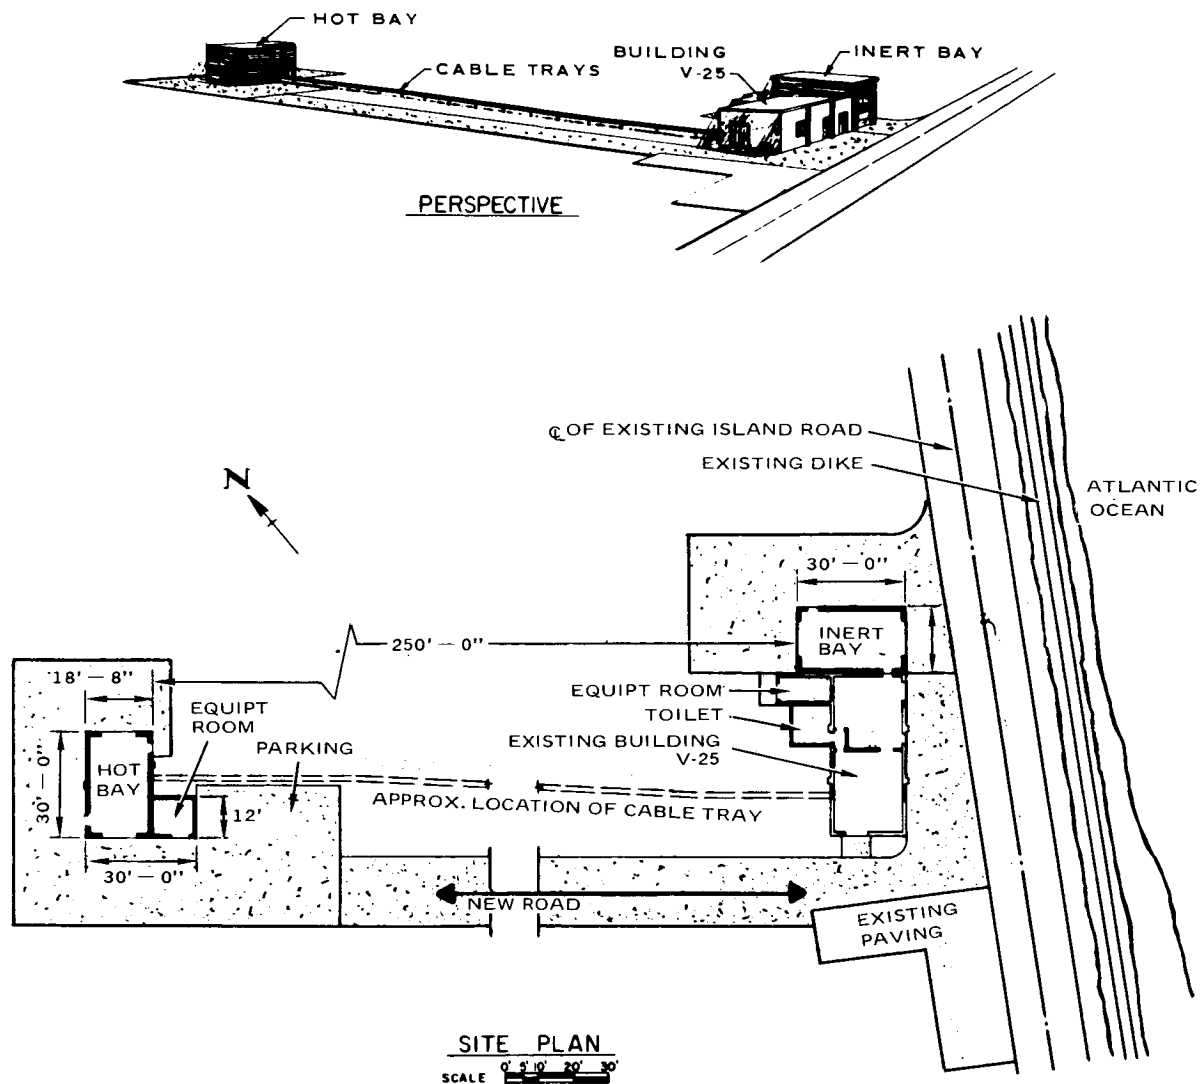 HOT BAY
BUILDING
V-25
INERT BAY
CABLE TRAYS
PERSPECTIVE
℄ OF EXISTING ISLAND ROAD
EXISTING DIKE
ATLANTIC
OCEAN
N
30' — 0"
INERT
BAY
250' — 0"
18' — 8"
EQUIPT
ROOM
PARKING
EQUIPT ROOM
TOILET
EXISTING BUILDING
V-25
HOT
BAY
30' — 0"
12'
30' — 0"
APPROX. LOCATION OF CABLE TRAY
NEW ROAD
EXISTING
PAVING
SITE PLAN
SCALE 0' 5' 10' 20' 30'